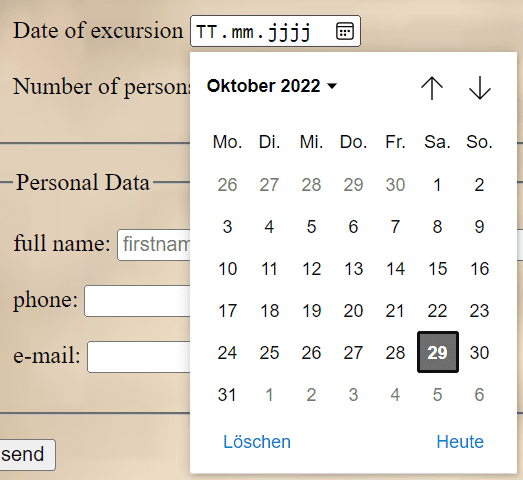 Date of excursion TT.mm.jjjj
Number of persons
Oktober 2022
Mo. Di. Mi. Do. Fr. Sa. So.
26 27 28 29 30 1 2
3 4 5 6 7 8 9
10 11 12 13 14 15 16
17 18 19 20 21 22 23
24 25 26 27 28 29 30
31 1 2 3 4 5 6
Löschen Heute
Personal Data
full name: firstnam
phone:
e-mail:
send